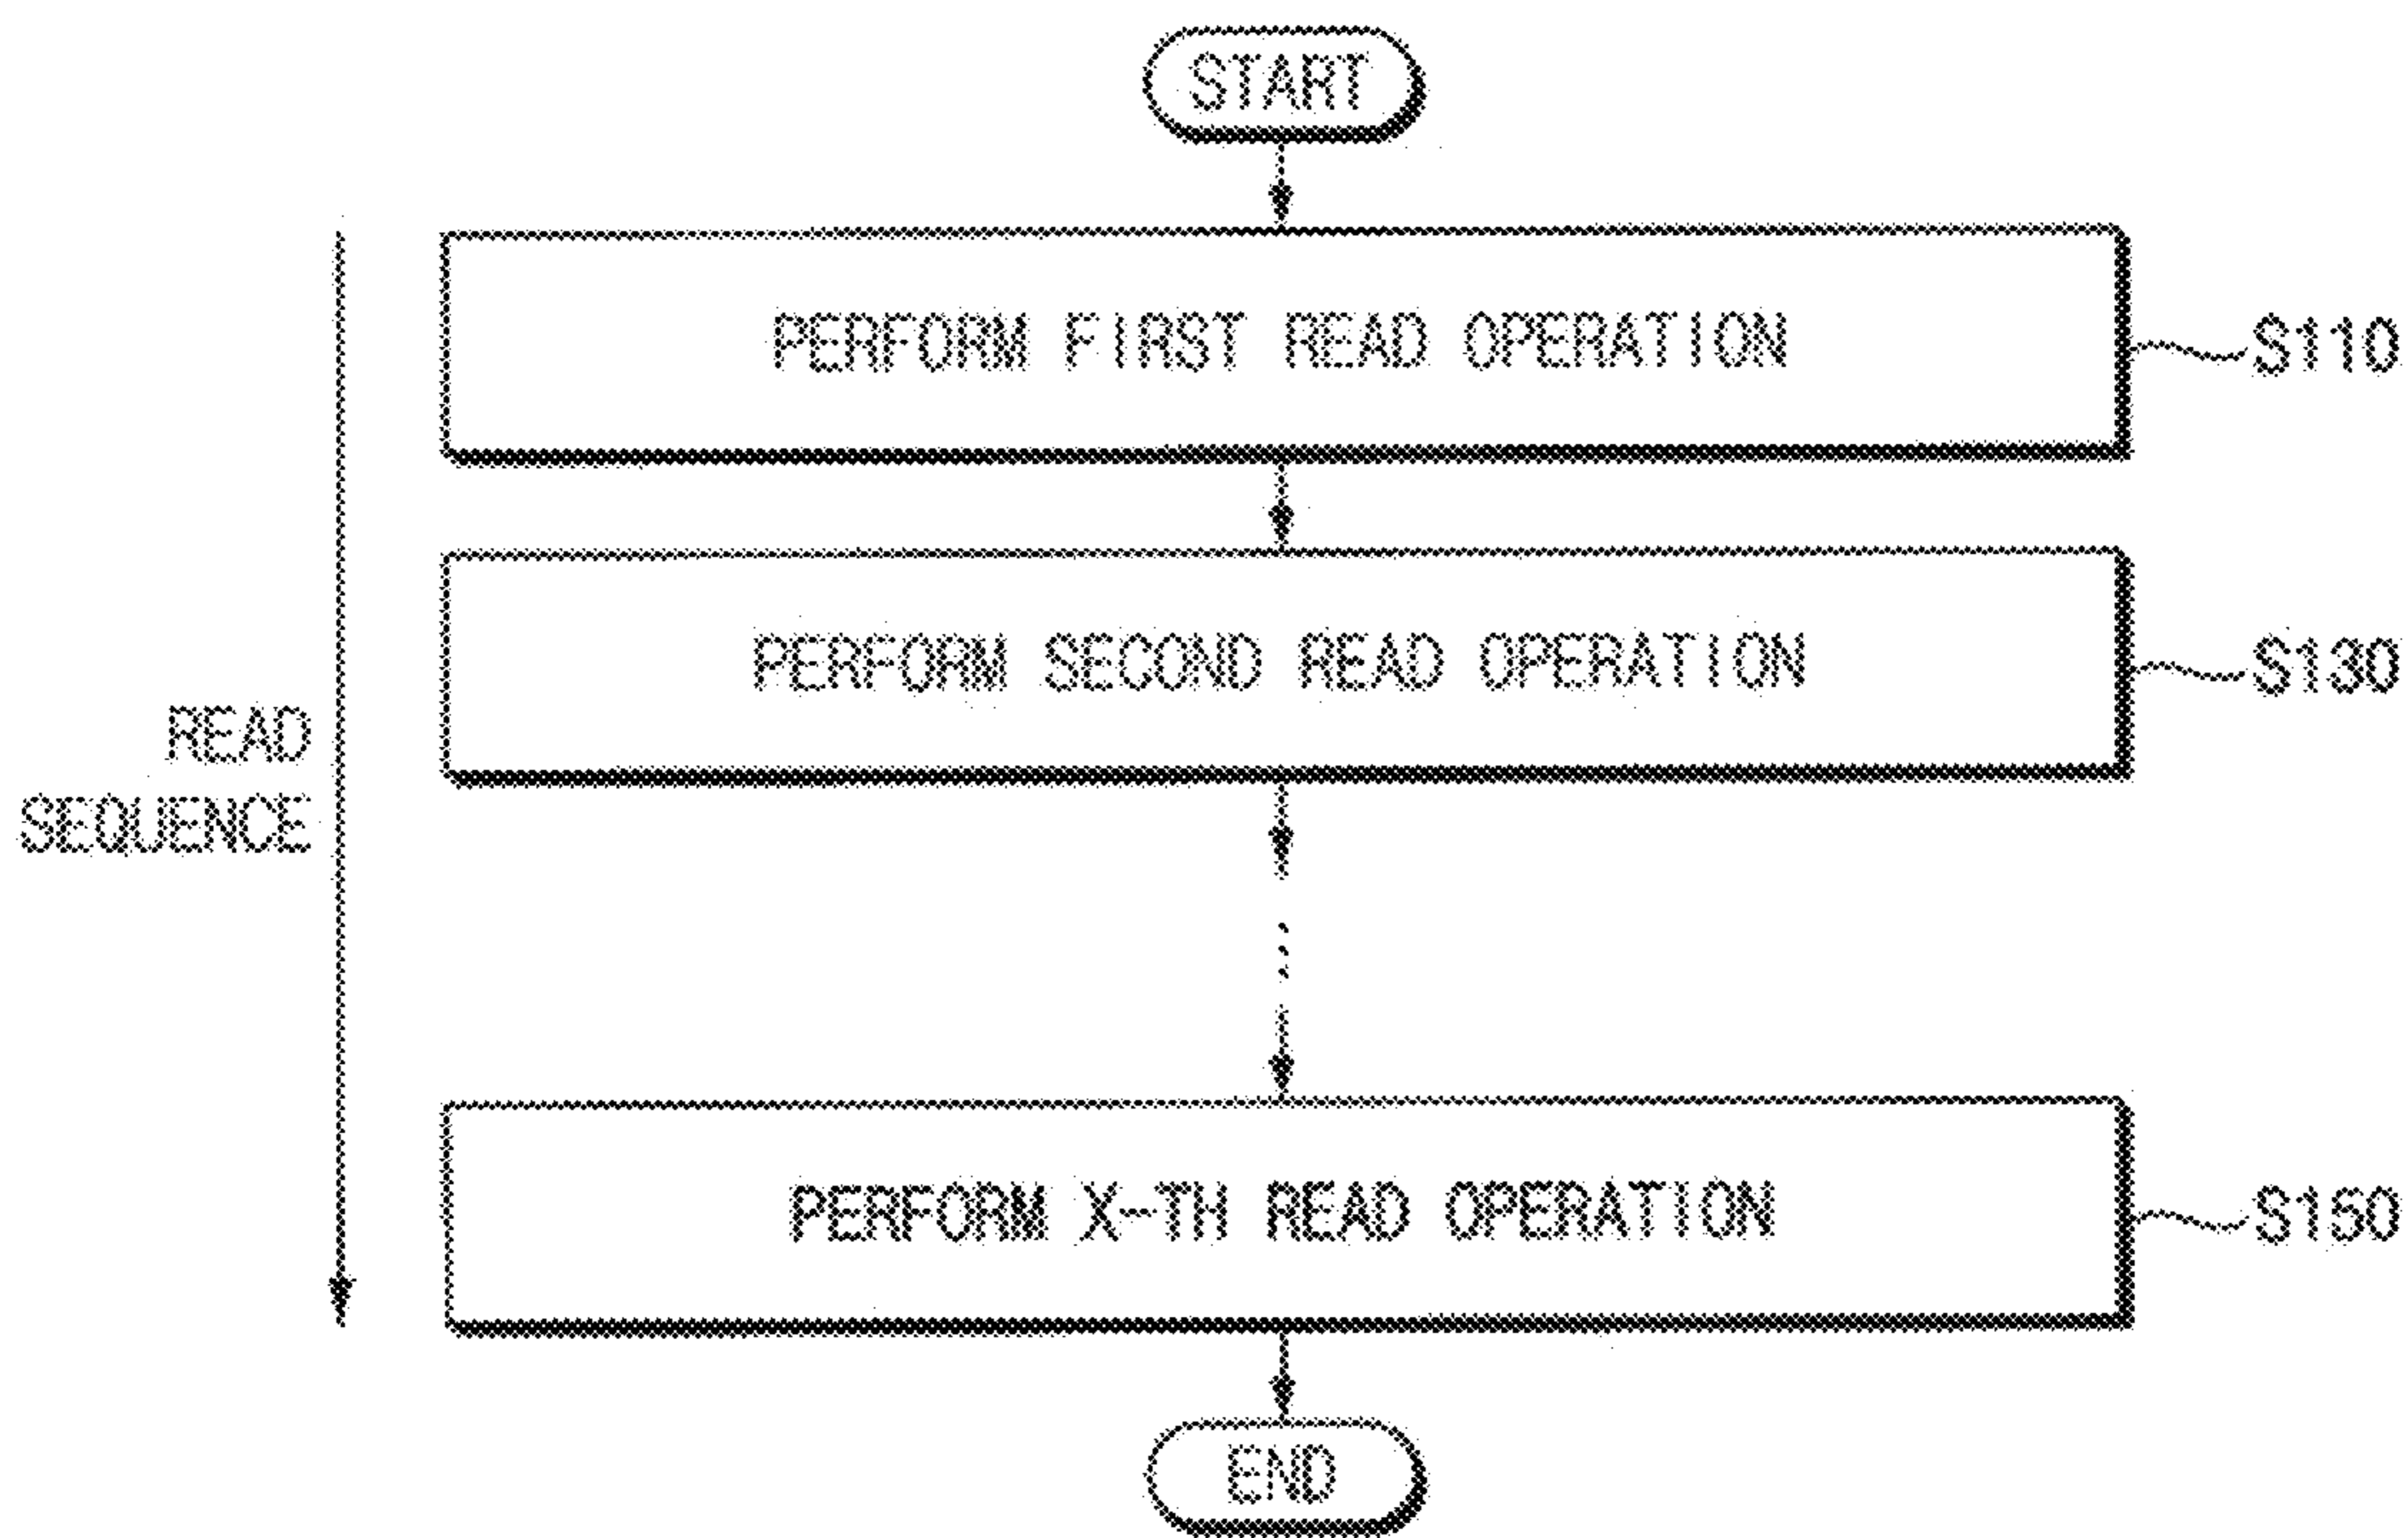 START
PERFORM FIRST READ OPERATION
S110
PERFORM SECOND READ OPERATION
S130
READ
SEQUENCE
PERFORM X-TH READ OPERATION
S150
END